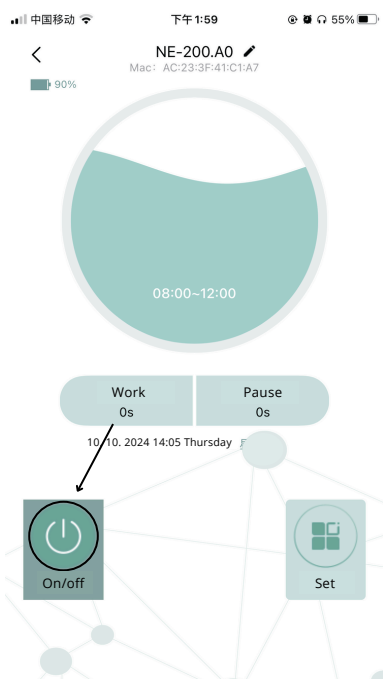 中国移动 下午1:59 55%
NE-200.A0
Mac: AC:23:3F:41:C1:A7
90%
08:00~12:00
Work Pause
0s 0s
10. 10. 2024 14:05 Thursday
On/off Set